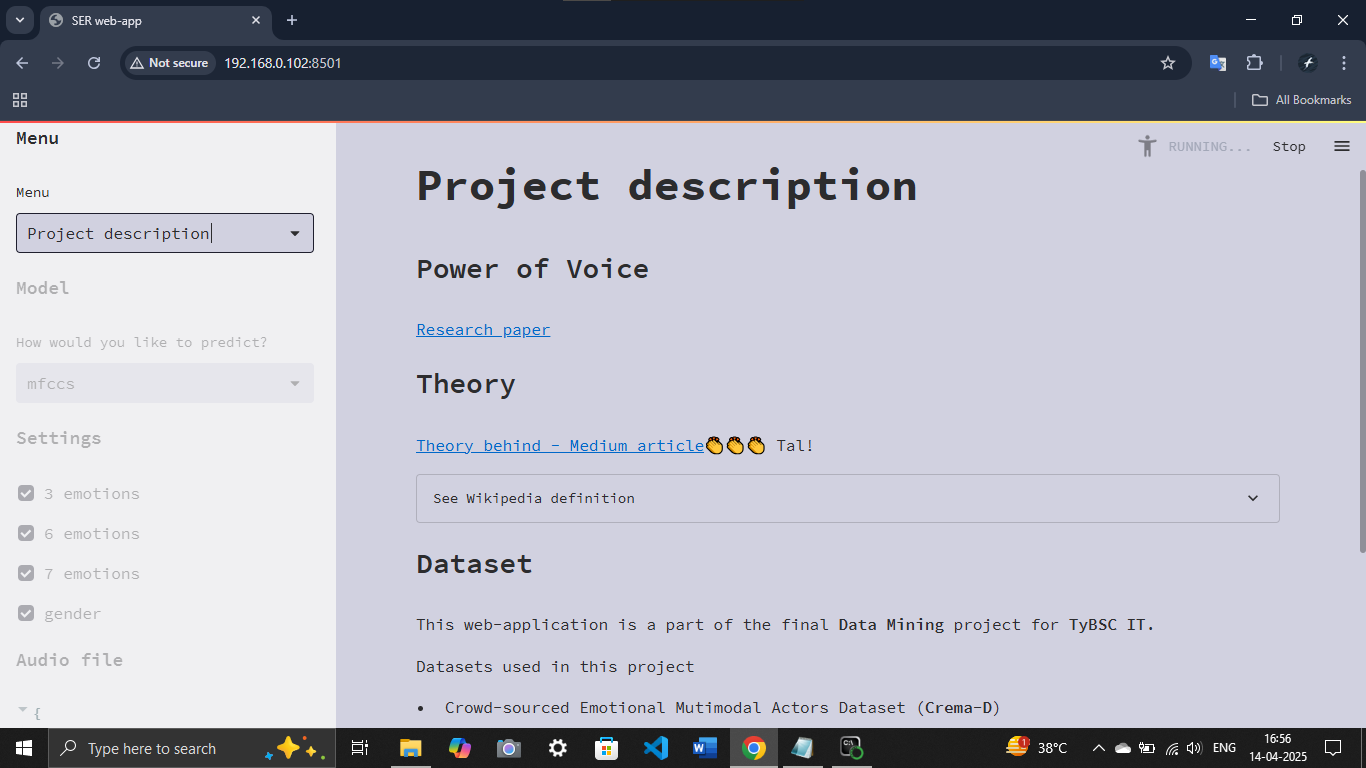 SER web-app
Not secure
192.168.0.102:8501
All Bookmarks
Menu
Menu
Project description
Model
How would you like to predict?
mfccs
Settings
3 emotions
6 emotions
7 emotions
gender
Audio file
{
RUNNING...
Stop
Project description
Power of Voice
Research paper
Theory
Theory behind - Medium article👏👏👏 Tal!
See Wikipedia definition
Dataset
This web-application is a part of the final Data Mining project for TyBSC IT.
Datasets used in this project
• Crowd-sourced Emotional Mutimodal Actors Dataset (Crema-D)
Type here to search
1
38°C
ENG
16:56
14-04-2025